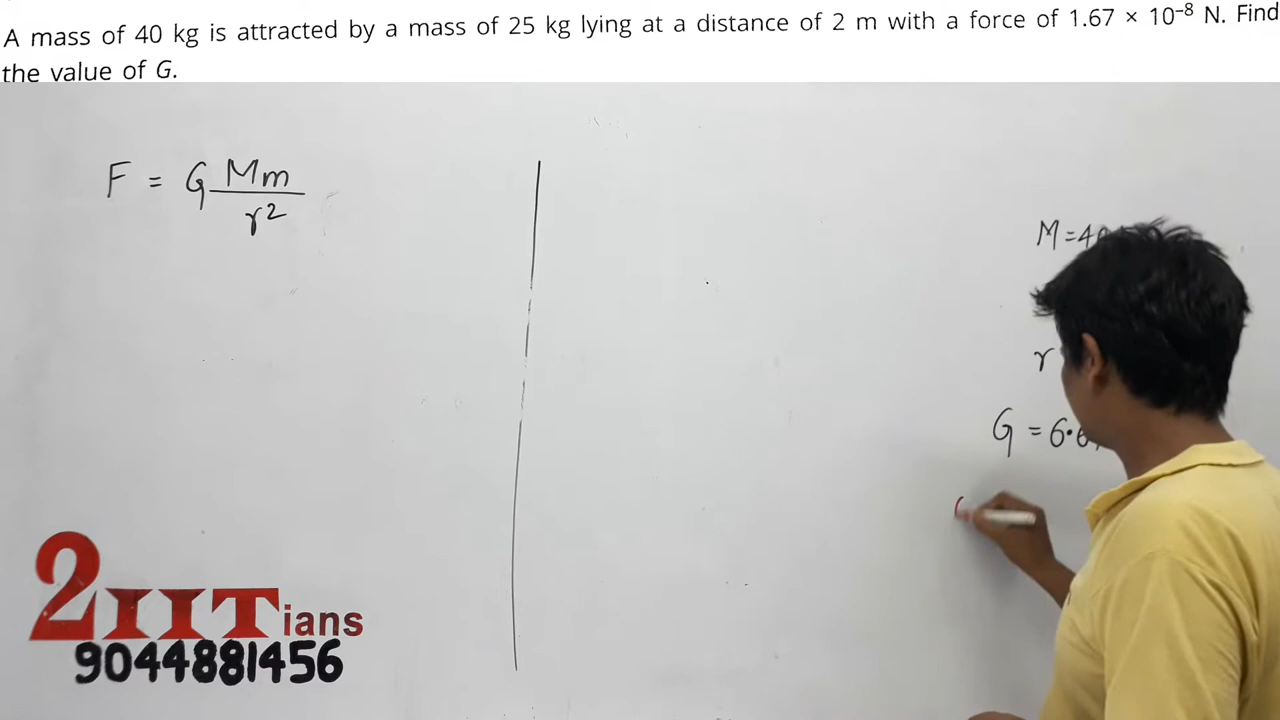 A mass of 40 kg is attracted by a mass of 25 kg lying at a distance of 2 m with a force of 1.67 × 10⁻⁸ N. Find
the value of G.
F = G Mm
r²
M = 4
r
G = 6.6
2IITians
9044881456